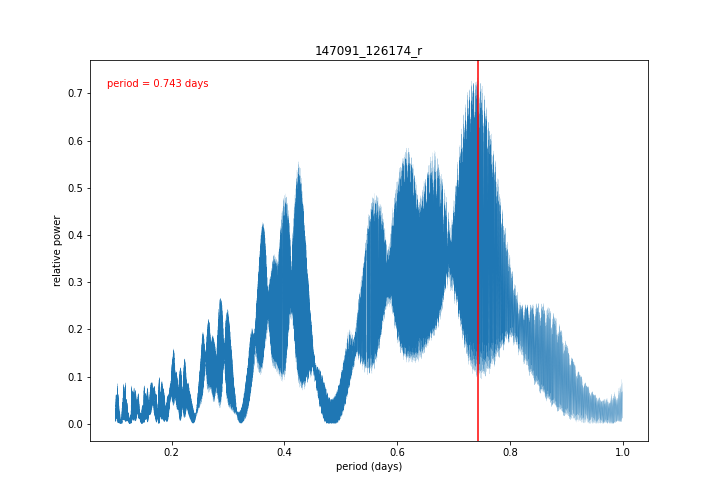 147091_126174_r
period = 0.743 days
0.7
0.6
0.5
0.4
0.3
0.2
0.1
0.0
relative power
0.2 0.4 0.6 0.8 1.0
period (days)